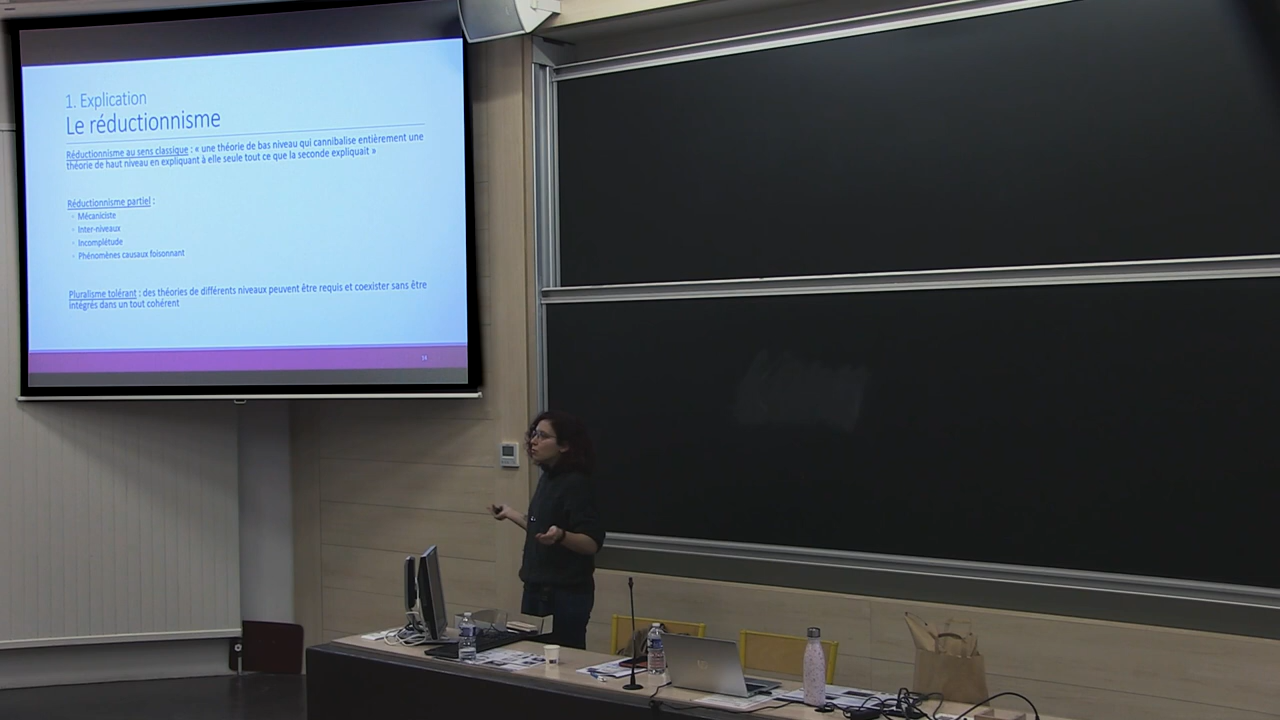 1. Explication
Le réductionnisme
Réductionnisme au sens classique : « une théorie de bas niveau qui cannibalise entièrement une
théorie de haut niveau en expliquant à elle seule tout ce que la seconde expliquait »
Réductionnisme partiel :
◦ Mécaniciste
◦ Inter-niveaux
◦ Incomplétude
◦ Phénomènes causaux foisonnant
Pluralisme tolérant : des théories de différents niveaux peuvent être requis et coexister sans être
intégrés dans un tout cohérent